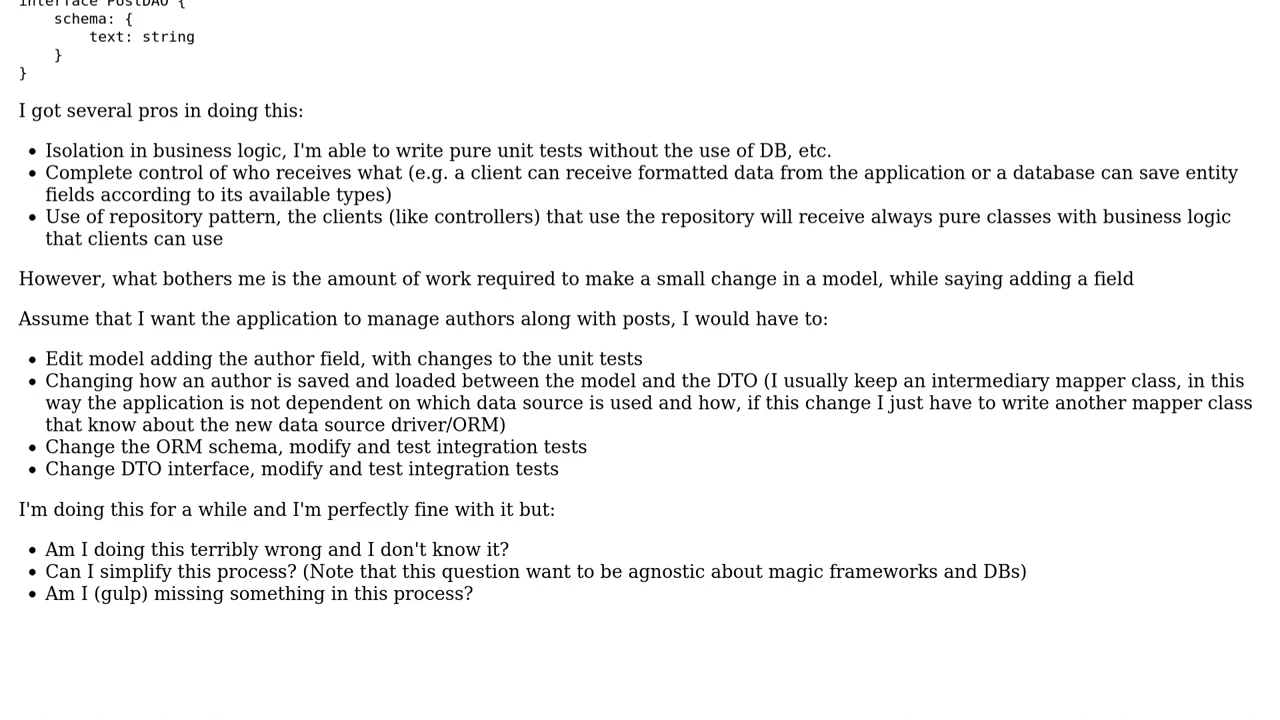 interface PostDAO {
    schema: {
        text: string
    }
}
I got several pros in doing this:
• Isolation in business logic, I'm able to write pure unit tests without the use of DB, etc.
• Complete control of who receives what (e.g. a client can receive formatted data from the application or a database can save entity
fields according to its available types)
• Use of repository pattern, the clients (like controllers) that use the repository will receive always pure classes with business logic
that clients can use
However, what bothers me is the amount of work required to make a small change in a model, while saying adding a field
Assume that I want the application to manage authors along with posts, I would have to:
• Edit model adding the author field, with changes to the unit tests
• Changing how an author is saved and loaded between the model and the DTO (I usually keep an intermediary mapper class, in this
way the application is not dependent on which data source is used and how, if this change I just have to write another mapper class
that know about the new data source driver/ORM)
• Change the ORM schema, modify and test integration tests
• Change DTO interface, modify and test integration tests
I'm doing this for a while and I'm perfectly fine with it but:
• Am I doing this terribly wrong and I don't know it?
• Can I simplify this process? (Note that this question want to be agnostic about magic frameworks and DBs)
• Am I (gulp) missing something in this process?